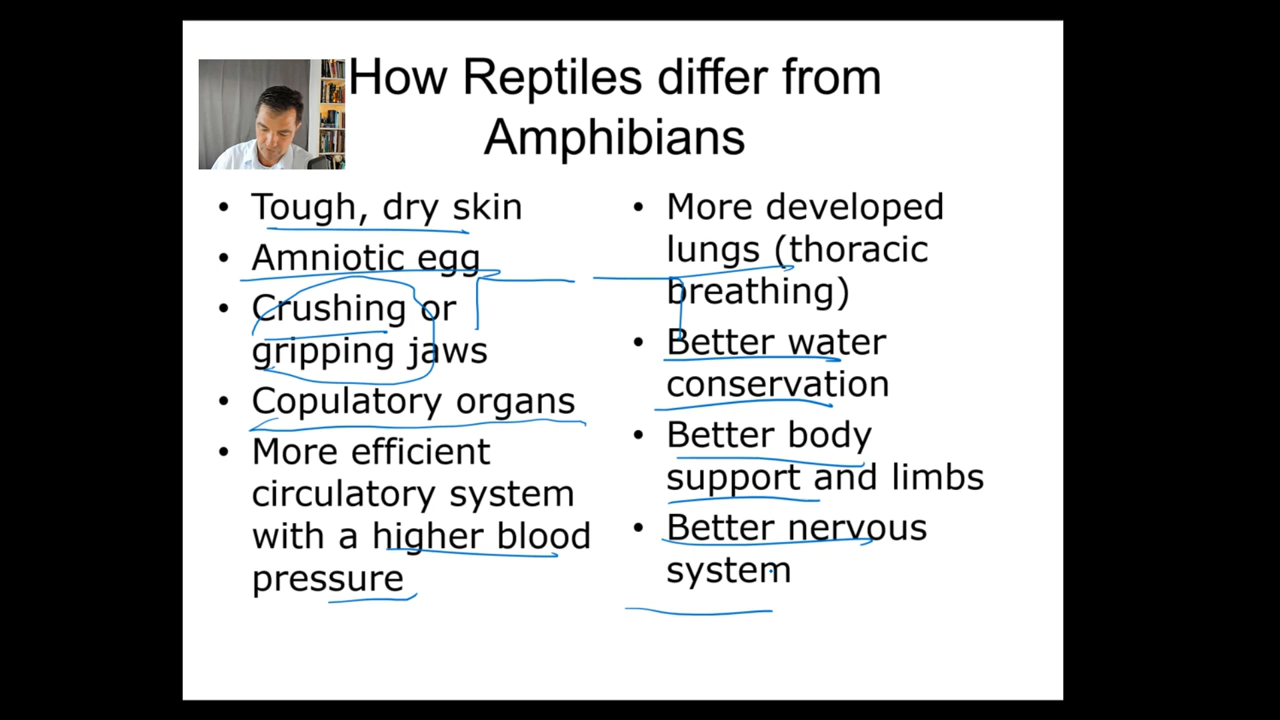 How Reptiles differ from
Amphibians
• Tough, dry skin
• Amniotic egg
• Crushing or
gripping jaws
• Copulatory organs
• More efficient
circulatory system
with a higher blood
pressure
• More developed
lungs (thoracic
breathing)
• Better water
conservation
• Better body
support and limbs
• Better nervous
system